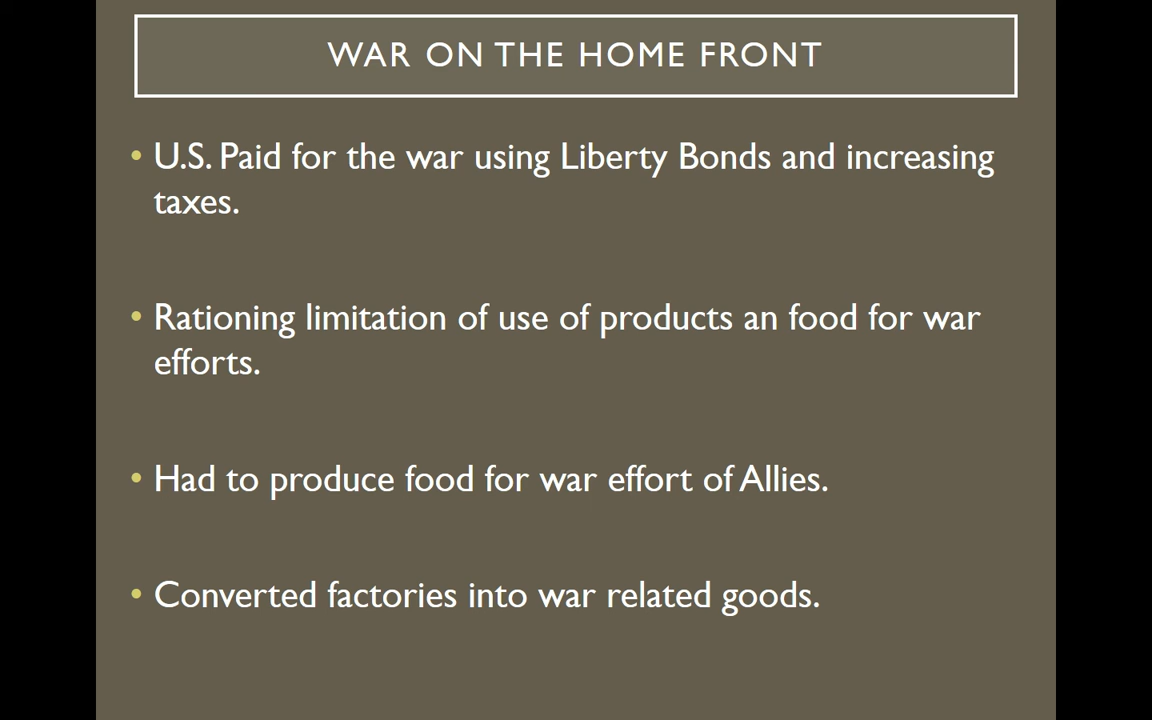 WAR ON THE HOME FRONT
• U.S. Paid for the war using Liberty Bonds and increasing
taxes.
• Rationing limitation of use of products an food for war
efforts.
• Had to produce food for war effort of Allies.
• Converted factories into war related goods.